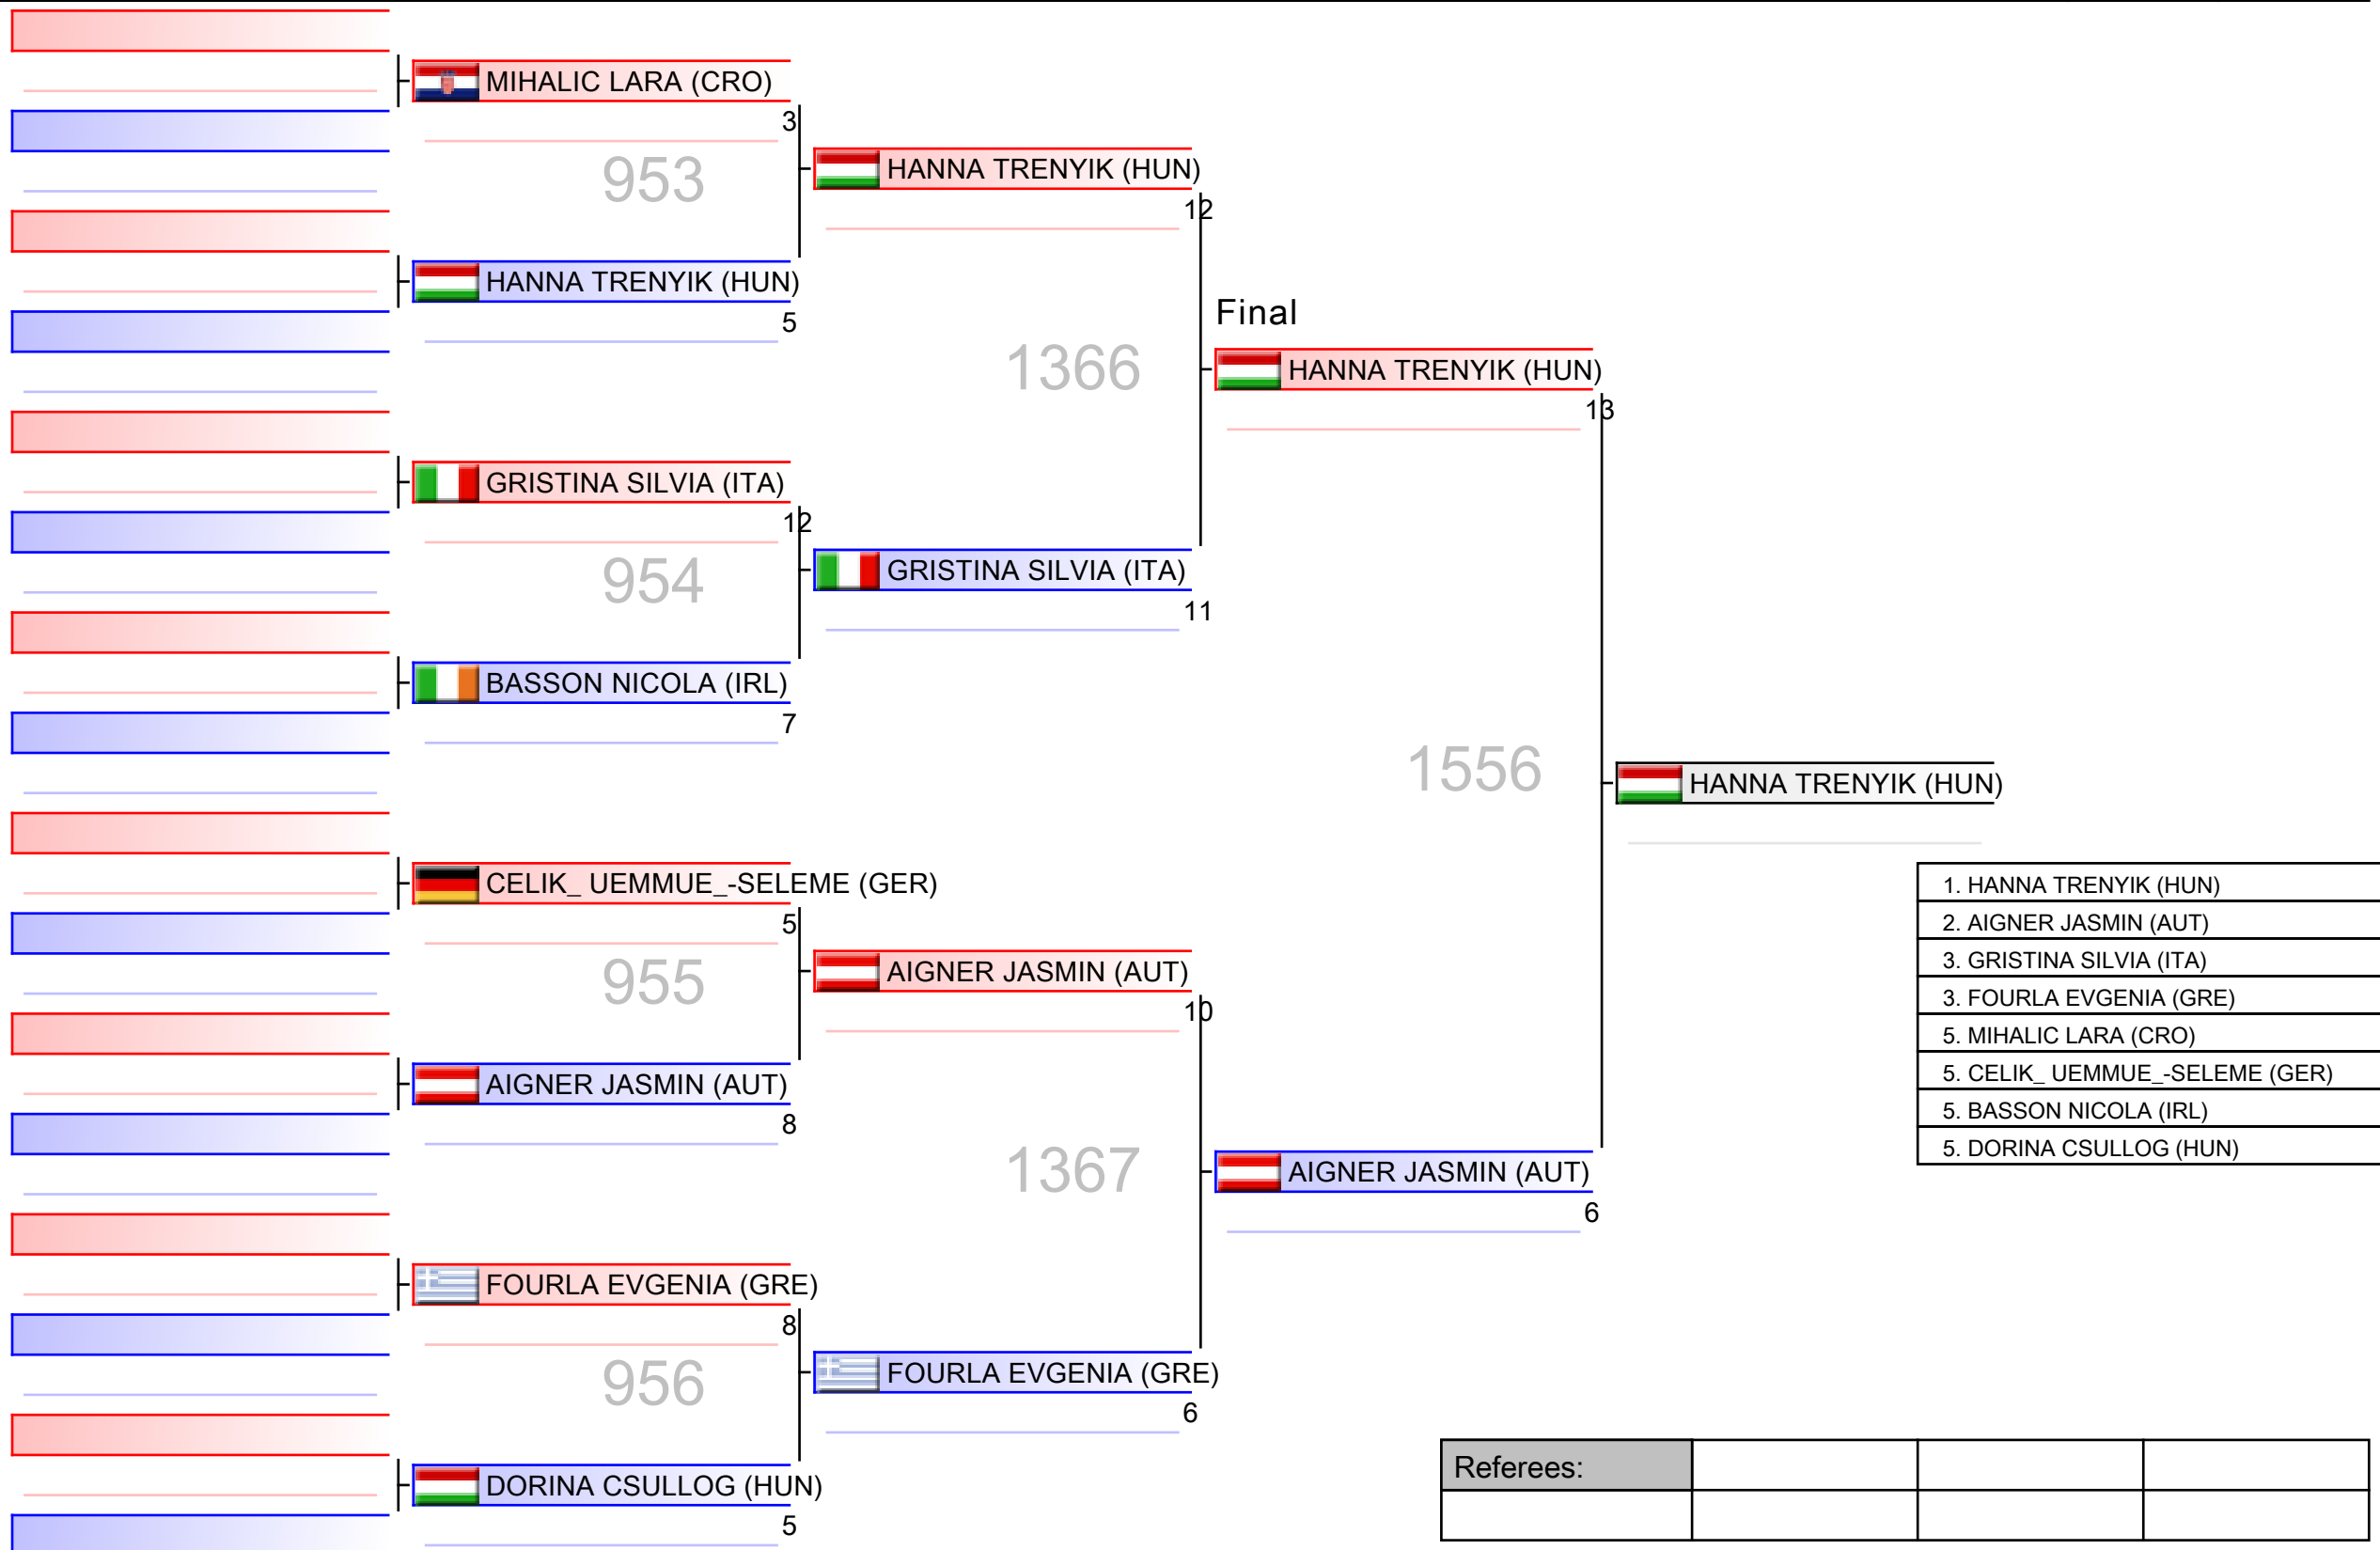 MIHALIC LARA (CRO)
3
953
HANNA TRENYIK (HUN)
5
GRISTINA SILVIA (ITA)
12
954
BASSON NICOLA (IRL)
7
CELIK_ UEMMUE_-SELEME (GER)
5
955
AIGNER JASMIN (AUT)
8
FOURLA EVGENIA (GRE)
8
956
DORINA CSULLOG (HUN)
5
HANNA TRENYIK (HUN)
12
1366
GRISTINA SILVIA (ITA)
11
AIGNER JASMIN (AUT)
10
1367
FOURLA EVGENIA (GRE)
6
Final
HANNA TRENYIK (HUN)
13
1556
AIGNER JASMIN (AUT)
6
HANNA TRENYIK (HUN)
1. HANNA TRENYIK (HUN)
2. AIGNER JASMIN (AUT)
3. GRISTINA SILVIA (ITA)
3. FOURLA EVGENIA (GRE)
5. MIHALIC LARA (CRO)
5. CELIK_ UEMMUE_-SELEME (GER)
5. BASSON NICOLA (IRL)
5. DORINA CSULLOG (HUN)
Referees: